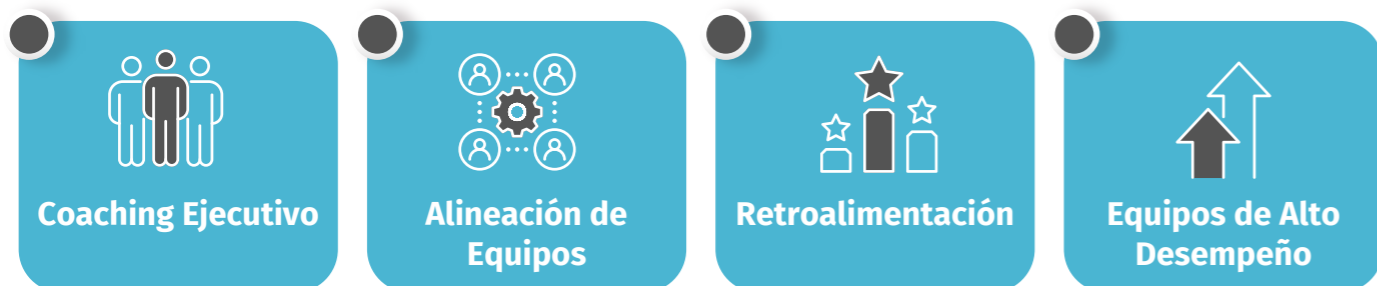 Coaching Ejecutivo
Alineación de
Equipos
Retroalimentación
Equipos de Alto
Desempeño